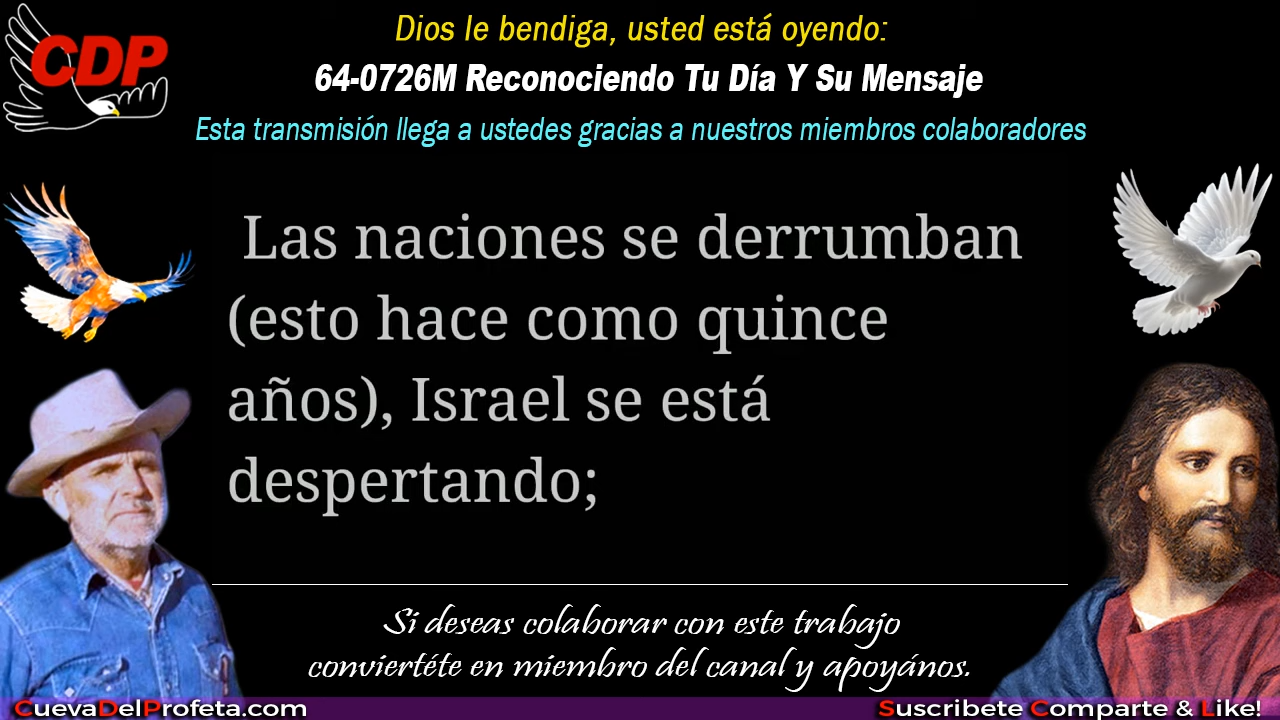 CDP
Dios le bendiga, usted está oyendo:
64-0726M Reconociendo Tu Día Y Su Mensaje
Esta transmisión llega a ustedes gracias a nuestros miembros colaboradores
Las naciones se derrumban
(esto hace como quince
años), Israel se está
despertando;
Si deseas colaborar con este trabajo
conviertéte en miembro del canal y apoyános.
CuevaDelProfeta.com
Suscribete Comparte & Like!